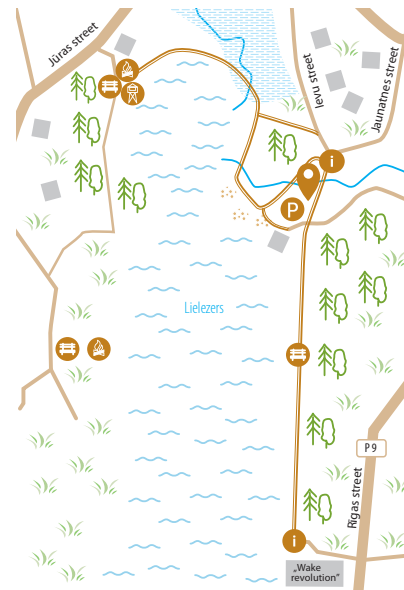 Jūras street
Ievu street
Jaunatnes street
i
P
Lielezers
P9
Rīgas street
i
„Wake
revolution”